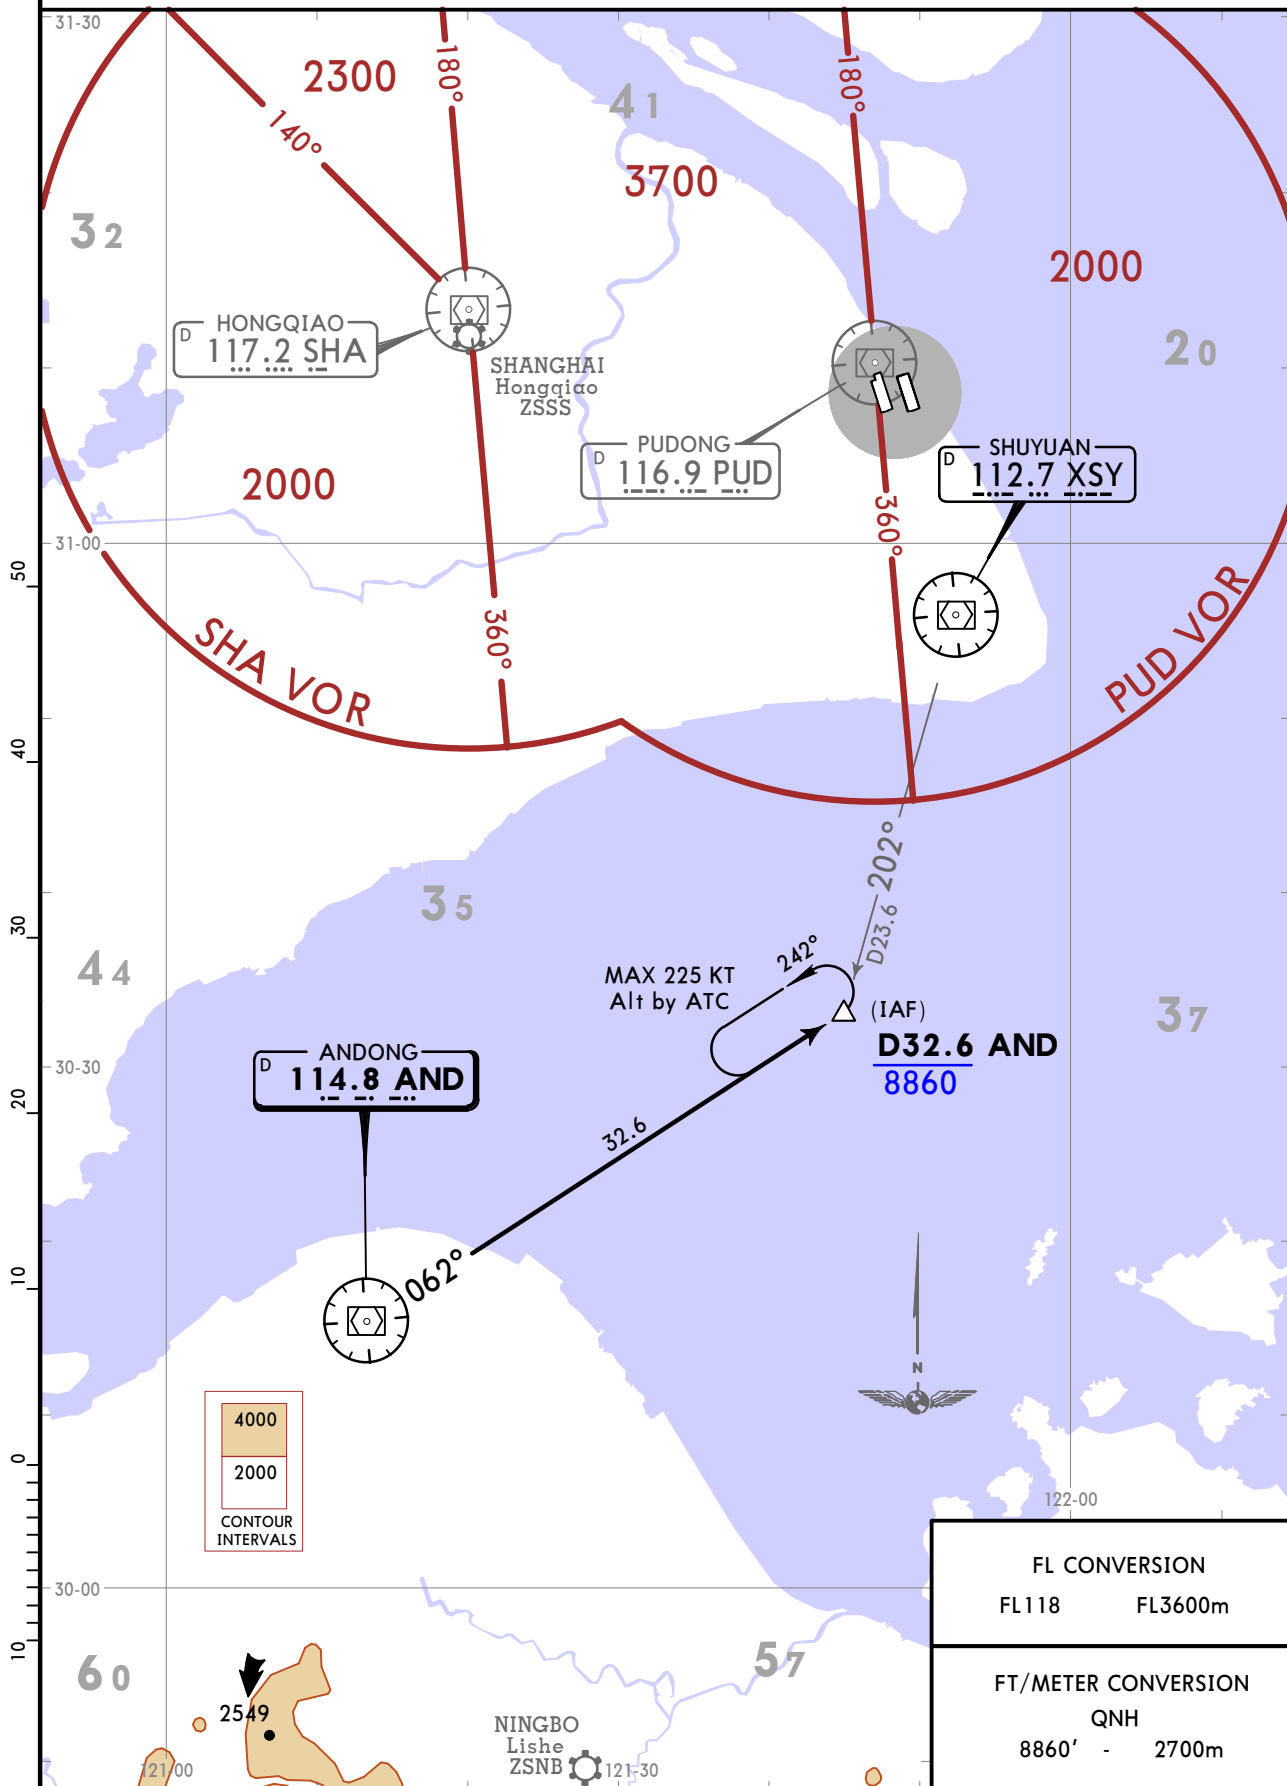 31-30
2300
180°
4 1
180°
140°
3700
3 2
2000
2 0
HONGQIAO
D 117.2 SHA
SHANGHAI
Hongqiao
ZSSS
PUDONG
D 116.9 PUD
SHUYUAN
D 112.7 XSY
2000
360°
31-00
50
360°
SHA VOR
PUD VOR
40
202°
D23.6
3 5
30
4 4
242°
MAX 225 KT
Alt by ATC
(IAF)
D32.6 AND
8860
3 7
ANDONG
D 114.8 AND
30-30
20
32.6
062°
10
N
4000
2000
CONTOUR
INTERVALS
0
122-00
FL CONVERSION
FL118 FL3600m
30-00
10
6 0
5 7
FT/METER CONVERSION
QNH
8860' - 2700m
2549
NINGBO
Lishe
ZSNB
121-00
121-30